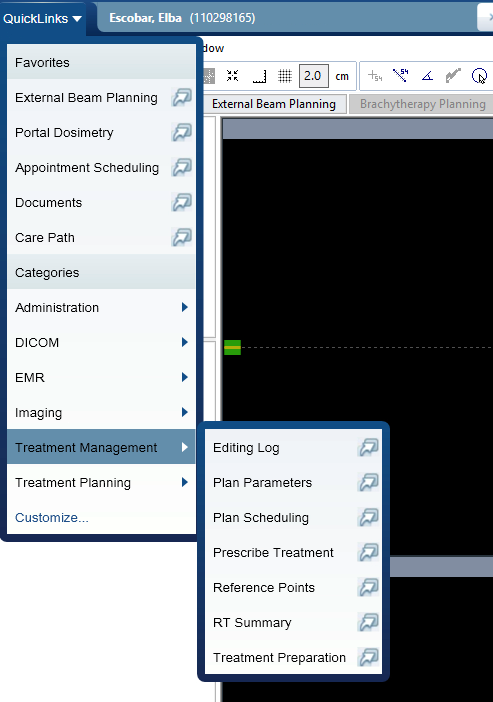 QuickLinks
Escobar, Elba (110298165)
Favorites
dow
External Beam Planning
2.0 cm
54
54
External Beam Planning
Brachytherapy Planning
Portal Dosimetry
Appointment Scheduling
Documents
Care Path
Categories
Administration
DICOM
EMR
Imaging
Treatment Management
Treatment Planning
Customize...
Editing Log
Plan Parameters
Plan Scheduling
Prescribe Treatment
Reference Points
RT Summary
Treatment Preparation